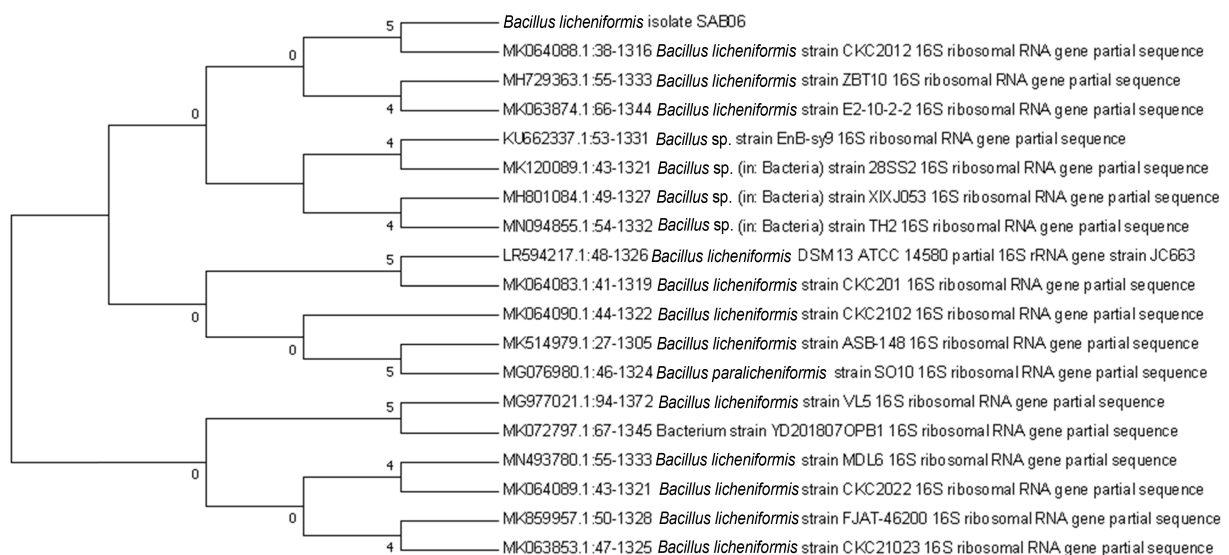 5
Bacillus licheniformis isolate SAB06
0
MK064088.1:38-1316 Bacillus licheniformis strain CKC2012 16S ribosomal RNA gene partial sequence
MH729363.1:55-1333 Bacillus licheniformis strain ZBT10 16S ribosomal RNA gene partial sequence
4
MK063874.1:66-1344 Bacillus licheniformis strain E2-10-2-2 16S ribosomal RNA gene partial sequence
0
4
KU662337.1:53-1331 Bacillus sp. strain EnB-sy9 16S ribosomal RNA gene partial sequence
MK120089.1:43-1321 Bacillus sp. (in: Bacteria) strain 28SS2 16S ribosomal RNA gene partial sequence
MH801084.1:49-1327 Bacillus sp. (in: Bacteria) strain XIXJ053 16S ribosomal RNA gene partial sequence
4
MN094855.1:54-1332 Bacillus sp. (in: Bacteria) strain TH2 16S ribosomal RNA gene partial sequence
5
LR594217.1:48-1326 Bacillus licheniformis DSM 13 ATCC 14580 partial 16S rRNA gene strain JC663
MK064083.1:41-1319 Bacillus licheniformis strain CKC201 16S ribosomal RNA gene partial sequence
0
MK064090.1:44-1322 Bacillus licheniformis strain CKC2102 16S ribosomal RNA gene partial sequence
0
MK514979.1:27-1305 Bacillus licheniformis strain ASB-148 16S ribosomal RNA gene partial sequence
5
MG076980.1:46-1324 Bacillus paralicheniformis strain SO10 16S ribosomal RNA gene partial sequence
5
MG977021.1:94-1372 Bacillus licheniformis strain VL5 16S ribosomal RNA gene partial sequence
MK072797.1:67-1345 Bacterium strain YD201807OPB1 16S ribosomal RNA gene partial sequence
0
4
MN493780.1:55-1333 Bacillus licheniformis strain MDL6 16S ribosomal RNA gene partial sequence
MK064089.1:43-1321 Bacillus licheniformis strain CKC2022 16S ribosomal RNA gene partial sequence
0
MK859957.1:50-1328 Bacillus licheniformis strain FJAT-46200 16S ribosomal RNA gene partial sequence
4
MK063853.1:47-1325 Bacillus licheniformis strain CKC21023 16S ribosomal RNA gene partial sequence